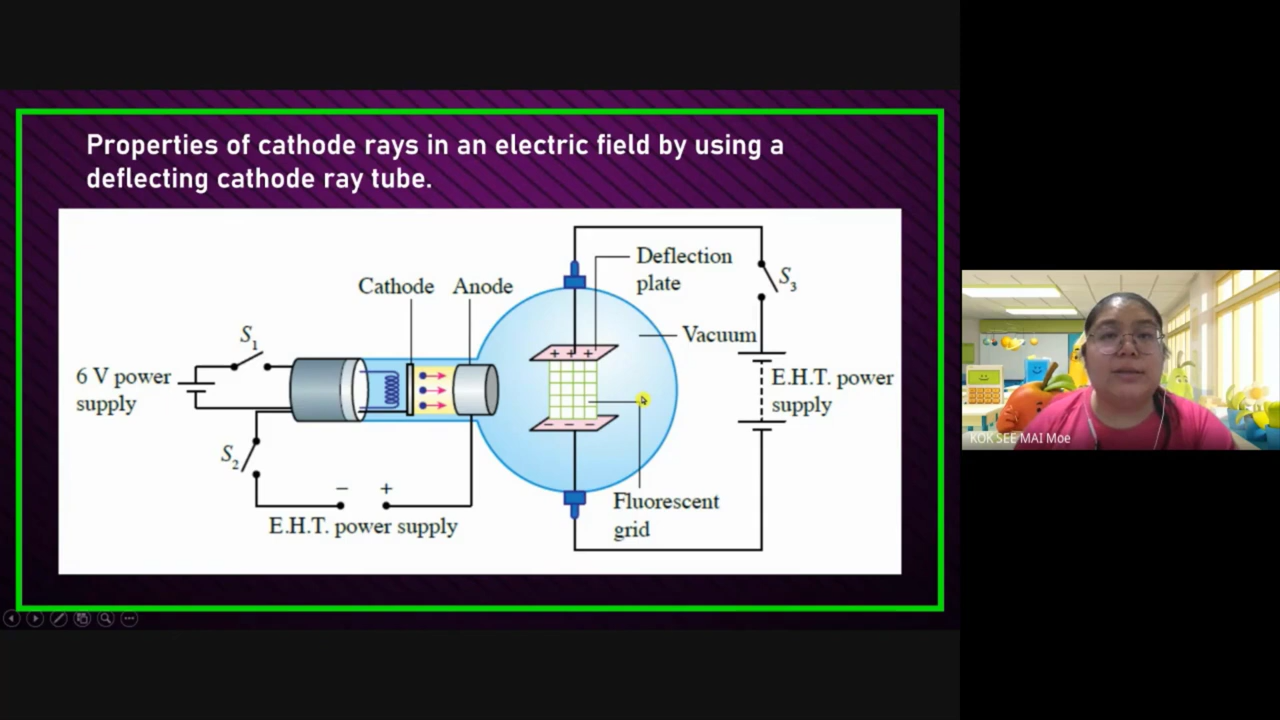 Properties of cathode rays in an electric field by using a
deflecting cathode ray tube.
Deflection
plate
S3
Cathode Anode
S1
Vacuum
6 V power
supply
E.H.T. power
supply
+ + +
- - -
S2
- +
E.H.T. power supply
Fluorescent
grid
KOK SEE MAI Moe